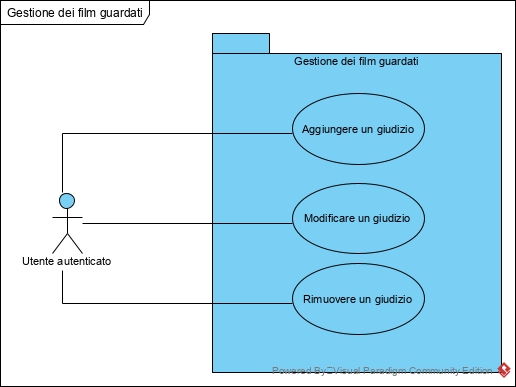 Gestione dei film guardati
Gestione dei film guardati
Aggiungere un giudizio
Modificare un giudizio
Utente autenticato
Rimuovere un giudizio
Powered By Visual Paradigm Community Edition